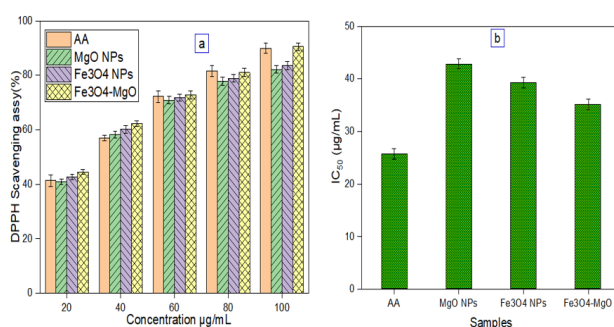 a
AA
MgO NPs
Fe3O4 NPs
Fe3O4-MgO
DPPH Scavenging assy(%)
100
80
60
40
20
0
20 40 60 80 100
Concentration µg/mL
b
IC50 (µg/mL)
50
40
30
20
10
0
AA MgO NPs Fe3O4 NPs Fe3O4-MgO
Samples